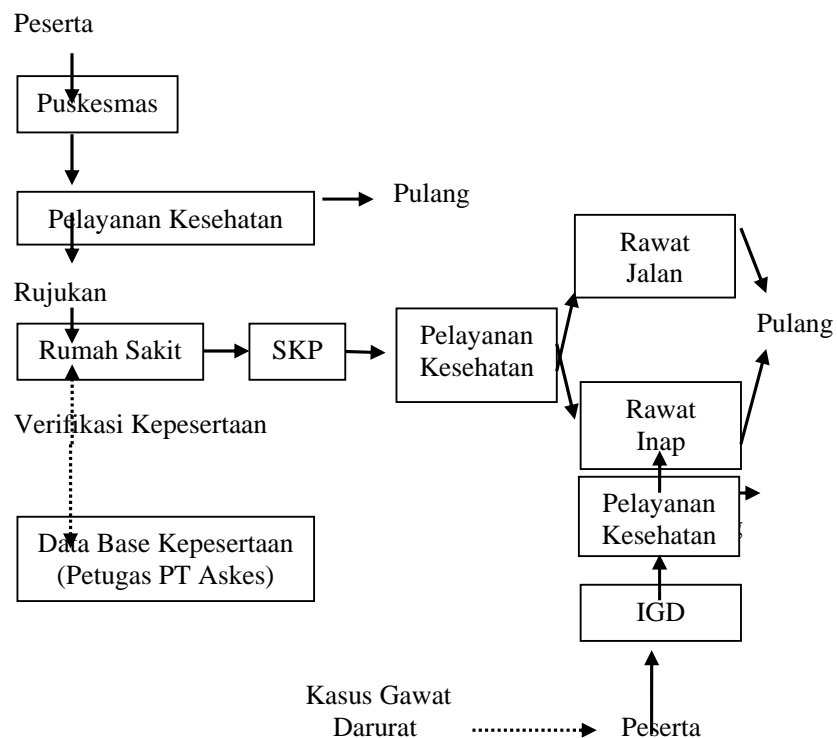 Peserta
Puskesmas
Pelayanan Kesehatan
Pulang
Rujukan
Rumah Sakit
SKP
Pelayanan
Kesehatan
Rawat
Jalan
Pulang
Rawat
Inap
Verifikasi Kepesertaan
Data Base Kepesertaan
(Petugas PT Askes)
Pelayanan
Kesehatan
IGD
Kasus Gawat
Darurat
Peserta